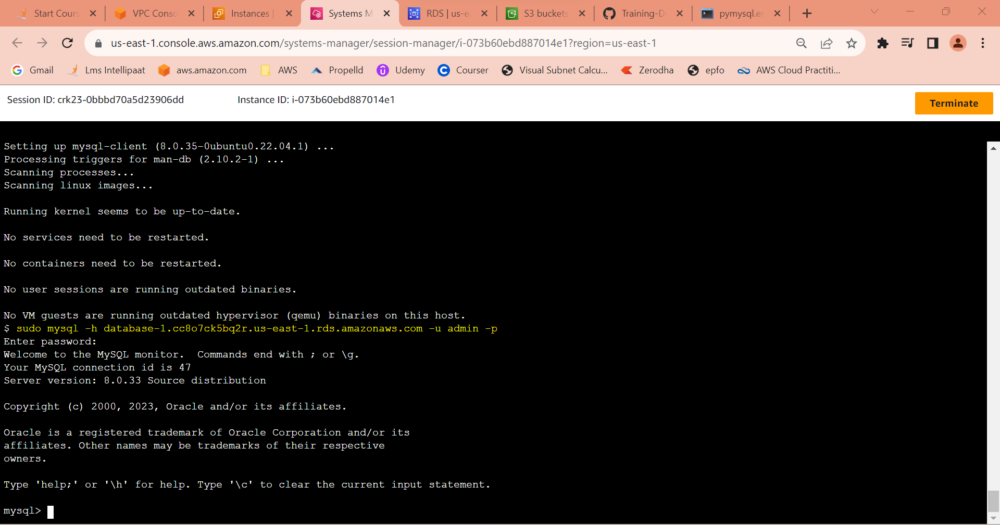 Start Cours
VPC Conso
Instances |
Systems M
RDS | us-ea
S3 buckets
Training-D
pymysql.er
us-east-1.console.aws.amazon.com/systems-manager/session-manager/i-073b60ebd887014e1?region=us-east-1
Gmail
Lms Intellipaat
aws.amazon.com
AWS
Propelld
Udemy
Courser
Visual Subnet Calcu...
Zerodha
epfo
AWS Cloud Practiti...
Session ID: crk23-0bbbd70a5d23906dd
Instance ID: i-073b60ebd887014e1
Terminate
Setting up mysql-client (8.0.35-0ubuntu0.22.04.1) ...
Processing triggers for man-db (2.10.2-1) ...
Scanning processes...
Scanning linux images...
Running kernel seems to be up-to-date.
No services need to be restarted.
No containers need to be restarted.
No user sessions are running outdated binaries.
No VM guests are running outdated hypervisor (qemu) binaries on this host.
$ sudo mysql -h database-1.cc8o7ck5bq2r.us-east-1.rds.amazonaws.com -u admin -p
Enter password:
Welcome to the MySQL monitor.  Commands end with ; or \g.
Your MySQL connection id is 47
Server version: 8.0.33 Source distribution
Copyright (c) 2000, 2023, Oracle and/or its affiliates.
Oracle is a registered trademark of Oracle Corporation and/or its
affiliates. Other names may be trademarks of their respective
owners.
Type 'help;' or '\h' for help. Type '\c' to clear the current input statement.
mysql>